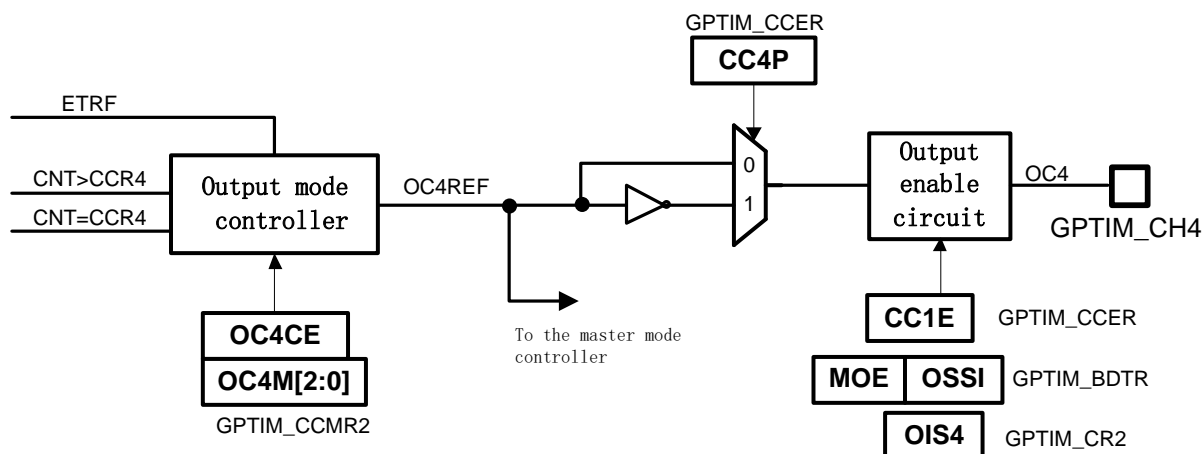 GPTIM_CCER
CC4P
ETRF
CNT>CCR4
CNT=CCR4
Output mode
controller
OC4REF
0
1
Output
enable
circuit
OC4
GPTIM_CH4
To the master mode
controller
OC4CE
OC4M[2:0]
GPTIM_CCMR2
CC1E
GPTIM_CCER
MOE
OSSI
GPTIM_BDTR
OIS4
GPTIM_CR2